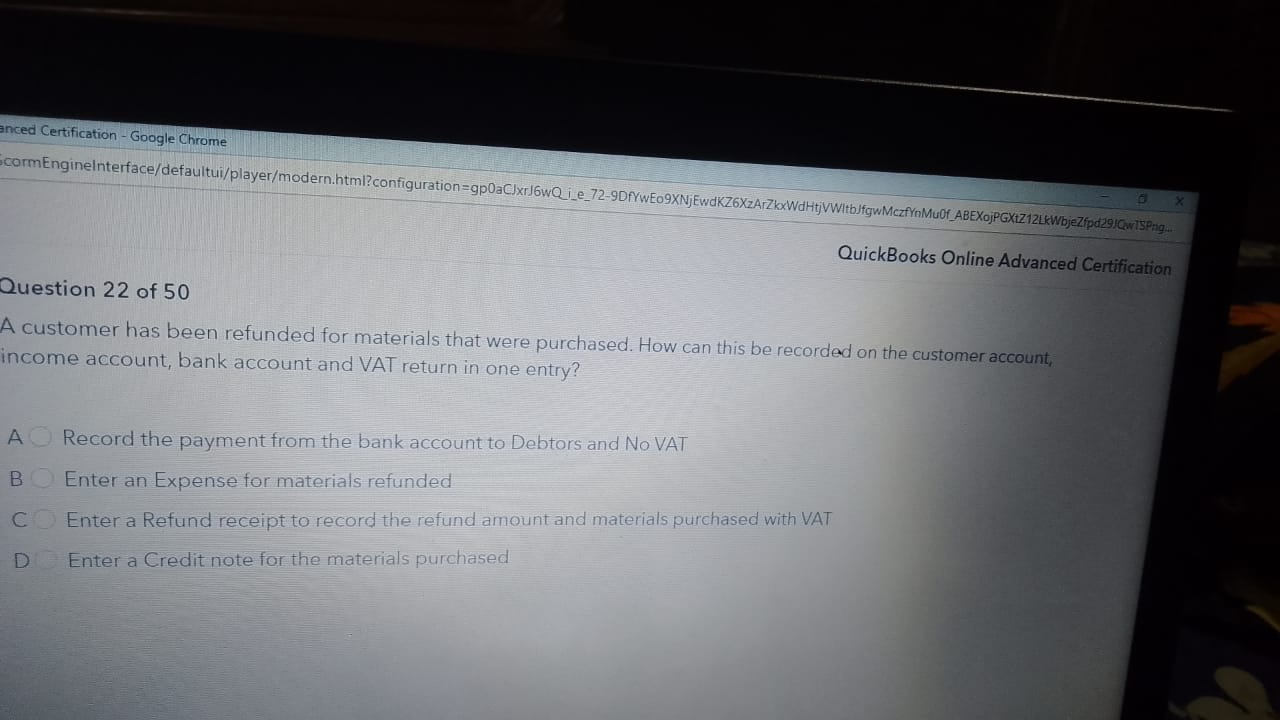 anced Certification - Google Chrome
ScormEngineInterface/defaultui/player/modern.html?configuration=gp0aCJxrJ6wQ_i_e_72-9DfYwEo9XNjEwdKZ6XzArZkxWdHtjVWItbJfgwMczfYnMu0f_ABEXojPGXtZ12LkWbjeZfpd29JQwTSPng...
QuickBooks Online Advanced Certification
Question 22 of 50
A customer has been refunded for materials that were purchased. How can this be recorded on the customer account,
income account, bank account and VAT return in one entry?
A Record the payment from the bank account to Debtors and No VAT
B Enter an Expense for materials refunded
C Enter a Refund receipt to record the refund amount and materials purchased with VAT
D Enter a Credit note for the materials purchased